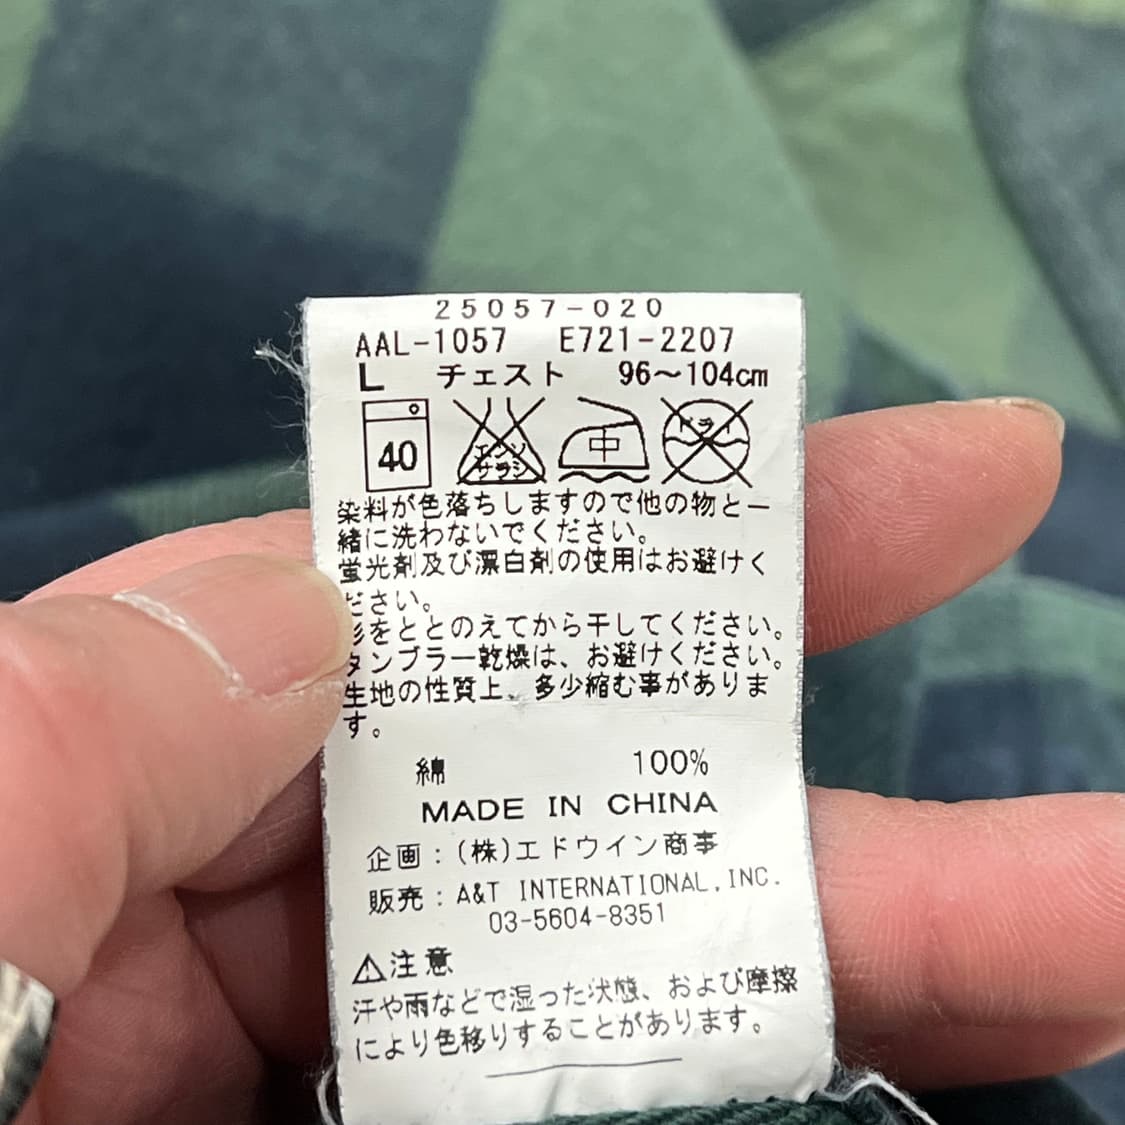 25057-020
AAL-1057 E721-2207
L チェスト 96～104cm
40 エンソ サラシ 中 ドライ
染料が色落ちしますので他の物と一
緒に洗わないでください。
蛍光剤及び漂白剤の使用はお避けく
ださい。
形をととのえてから干してください。
タンブラー乾燥は、お避けください。
生地の性質上、多少縮む事がありま
す。
綿 100%
MADE IN CHINA
企画：(株)エドウイン商事
販売：A&T INTERNATIONAL,INC.
03-5604-8351
⚠注意
汗や雨などで湿った状態、および摩擦
により色移りすることがあります。